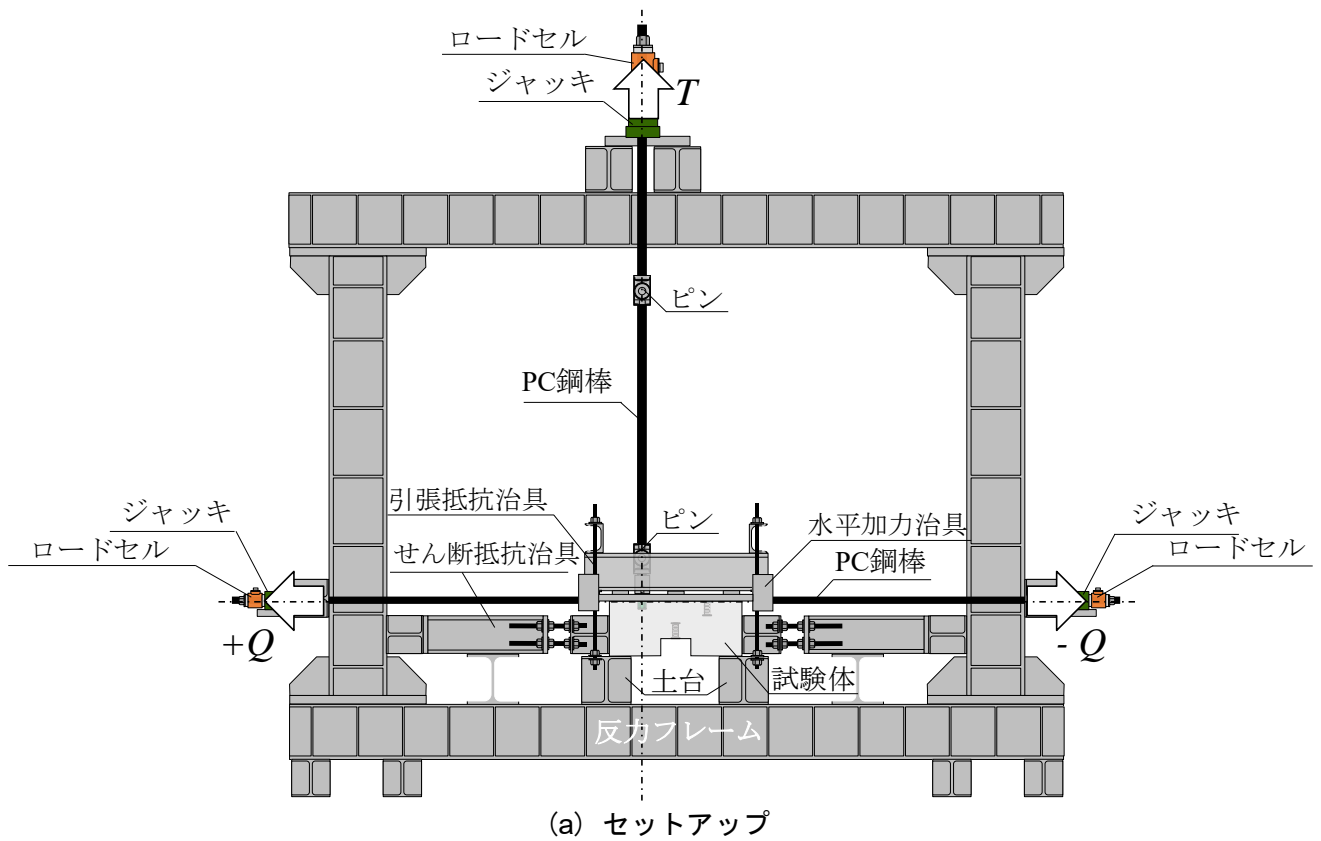 ロードセル
ジャッキ
T
ピン
PC鋼棒
引張抵抗治具
ピン
水平加力治具
ジャッキ
ジャッキ
ロードセル
せん断抵抗治具
PC鋼棒
ロードセル
+Q
- Q
土台
試験体
反力フレーム
(a) セットアップ